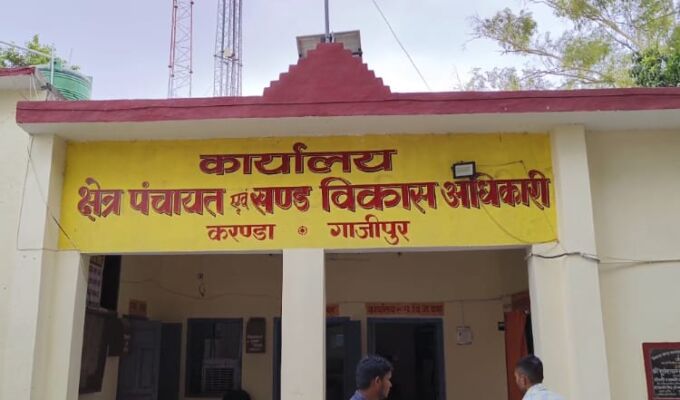 कार्यालय
क्षेत्र पंचायत एवं खण्ड विकास अधिकारी
करण्डा गाजीपुर